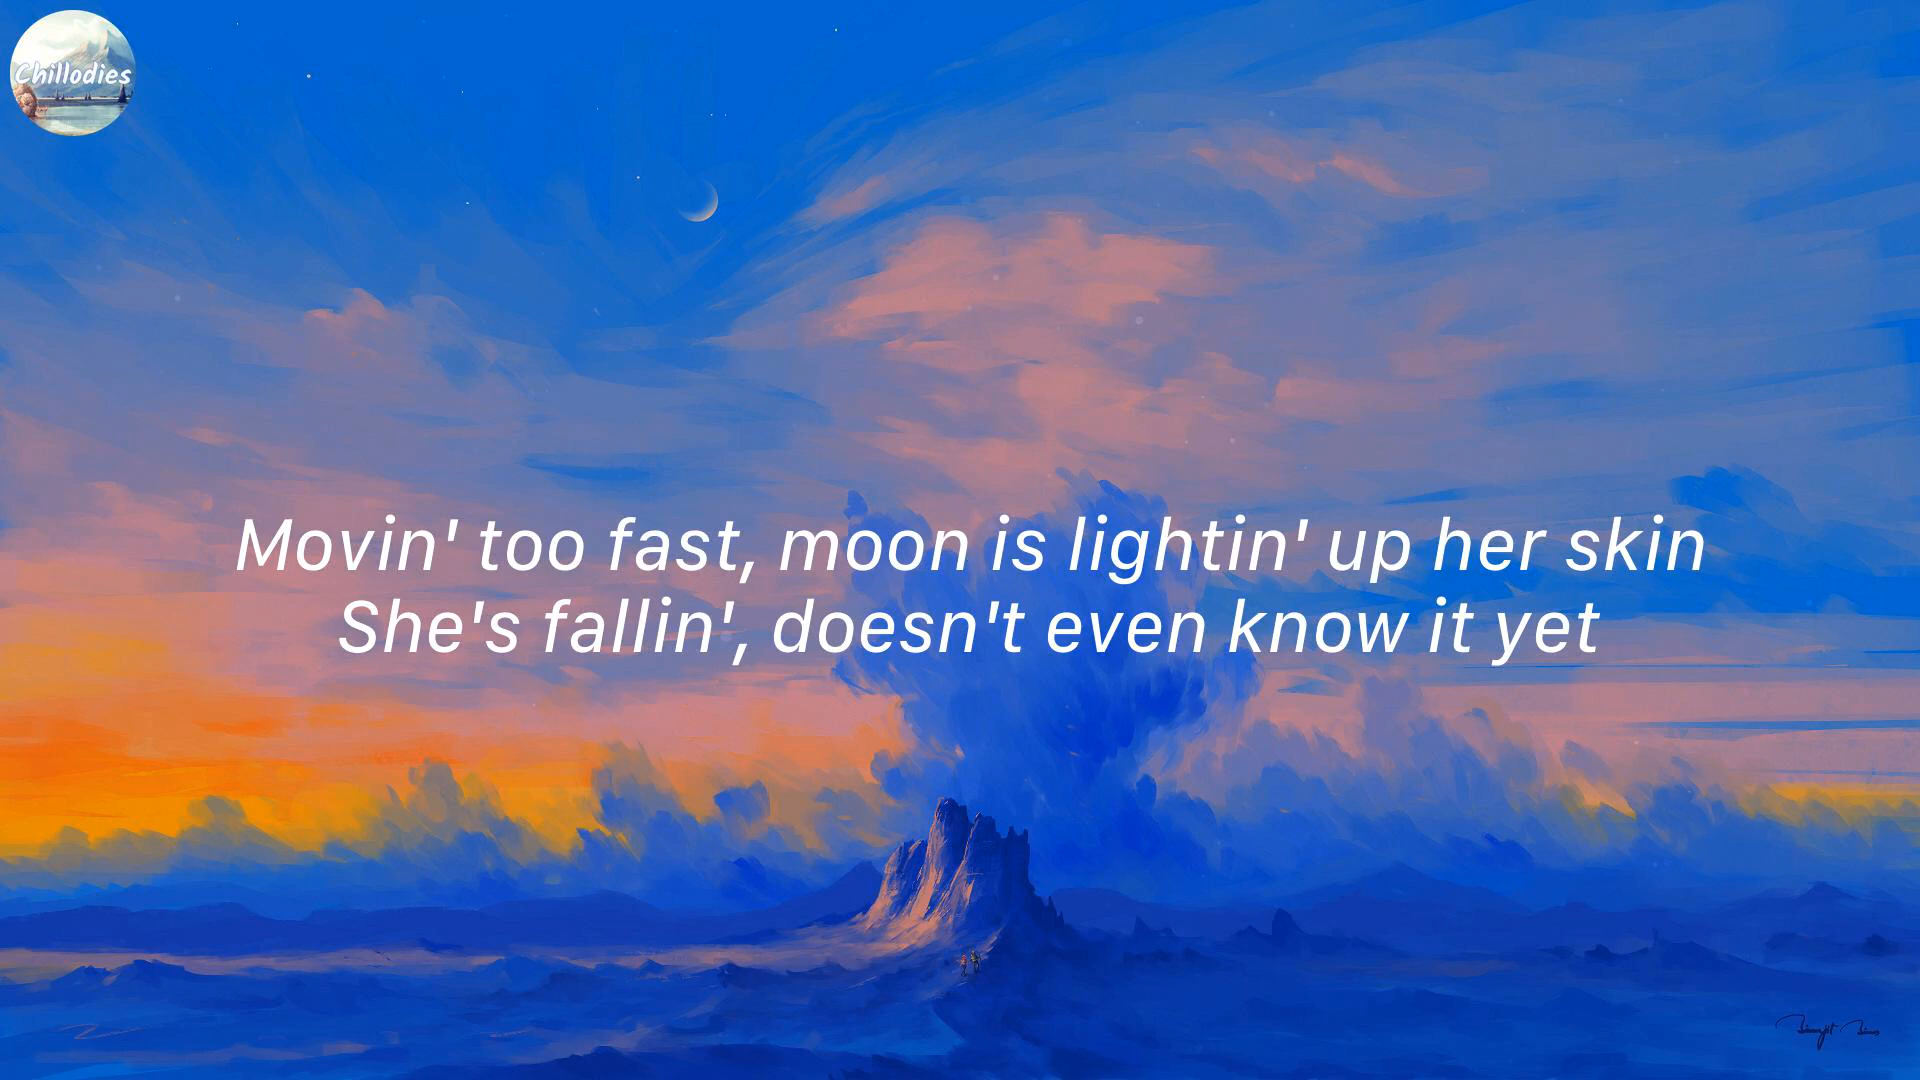 Chillodies
Movin' too fast, moon is lightin' up her skin
She's fallin', doesn't even know it yet